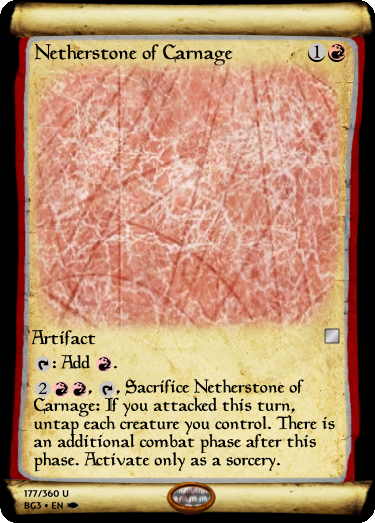 Netherstone of Carnage 1
Artifact
: Add .
2 , , Sacrifice Netherstone of
Carnage: If you attacked this turn,
untap each creature you control. There is
an additional combat phase after this
phase. Activate only as a sorcery.
177/360 U
BG3 • EN